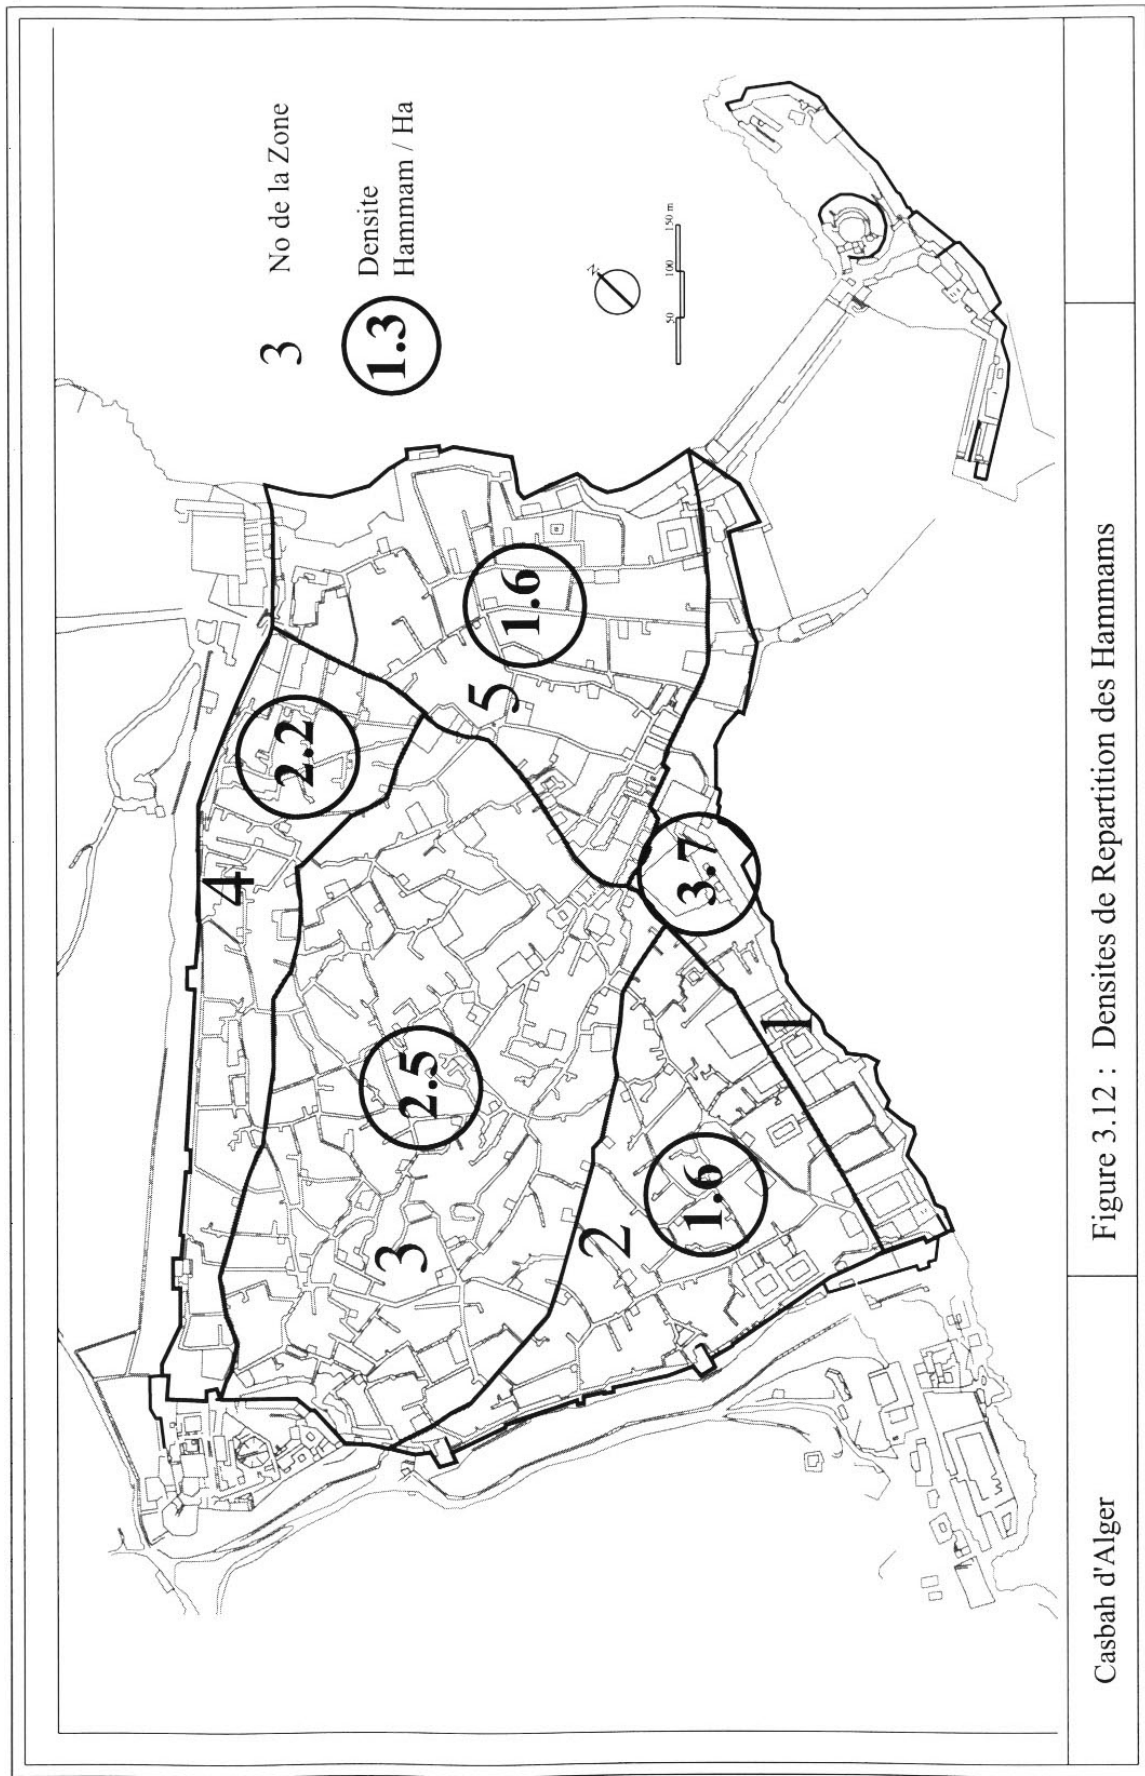 4
2.2
3 No de la Zone
1.3 Densite
Hammam / Ha
3
2.5
5
1.6
N
2
50 100 150 m
1.6
3.7
1
Casbah d'Alger
Figure 3.12 : Densites de Repartition des Hammams